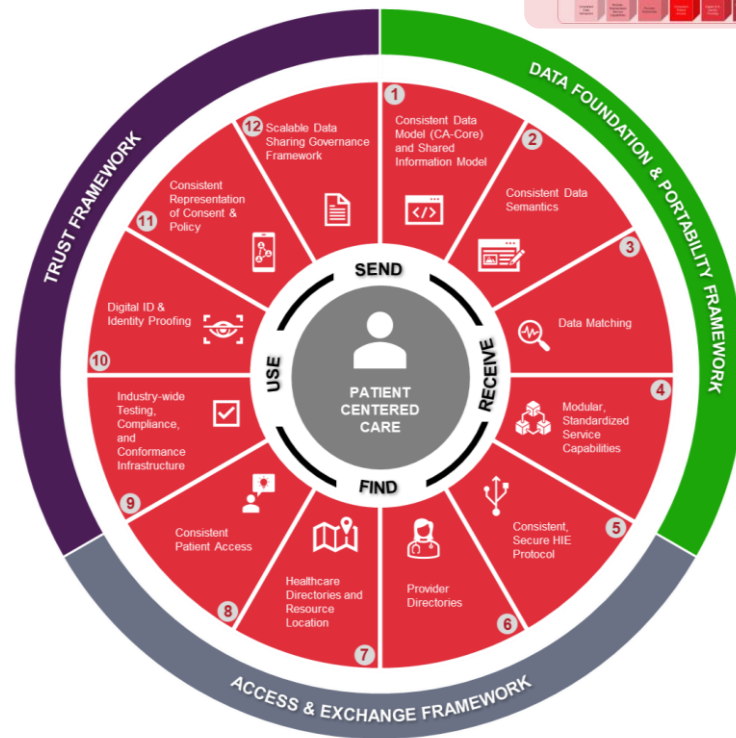 TRUST FRAMEWORK
DATA FOUNDATION & PORTABILITY FRAMEWORK
ACCESS & EXCHANGE FRAMEWORK
1
Consistent Data
Model (CA-Core)
and Shared
Information Model
2
Consistent Data
Semantics
3
Data Matching
4
Modular,
Standardized
Service
Capabilities
5
Consistent,
Secure HIE
Protocol
6
Provider
Directories
7
Healthcare
Directories and
Resource
Location
8
Consistent
Patient Access
9
Industry-wide
Testing,
Compliance,
and
Conformance
Infrastructure
10
Digital ID &
Identity Proofing
11
Consistent
Representation
of Consent &
Policy
12
Scalable Data
Sharing Governance
Framework
</>
SEND
RECEIVE
FIND
USE
PATIENT
CENTERED
CARE